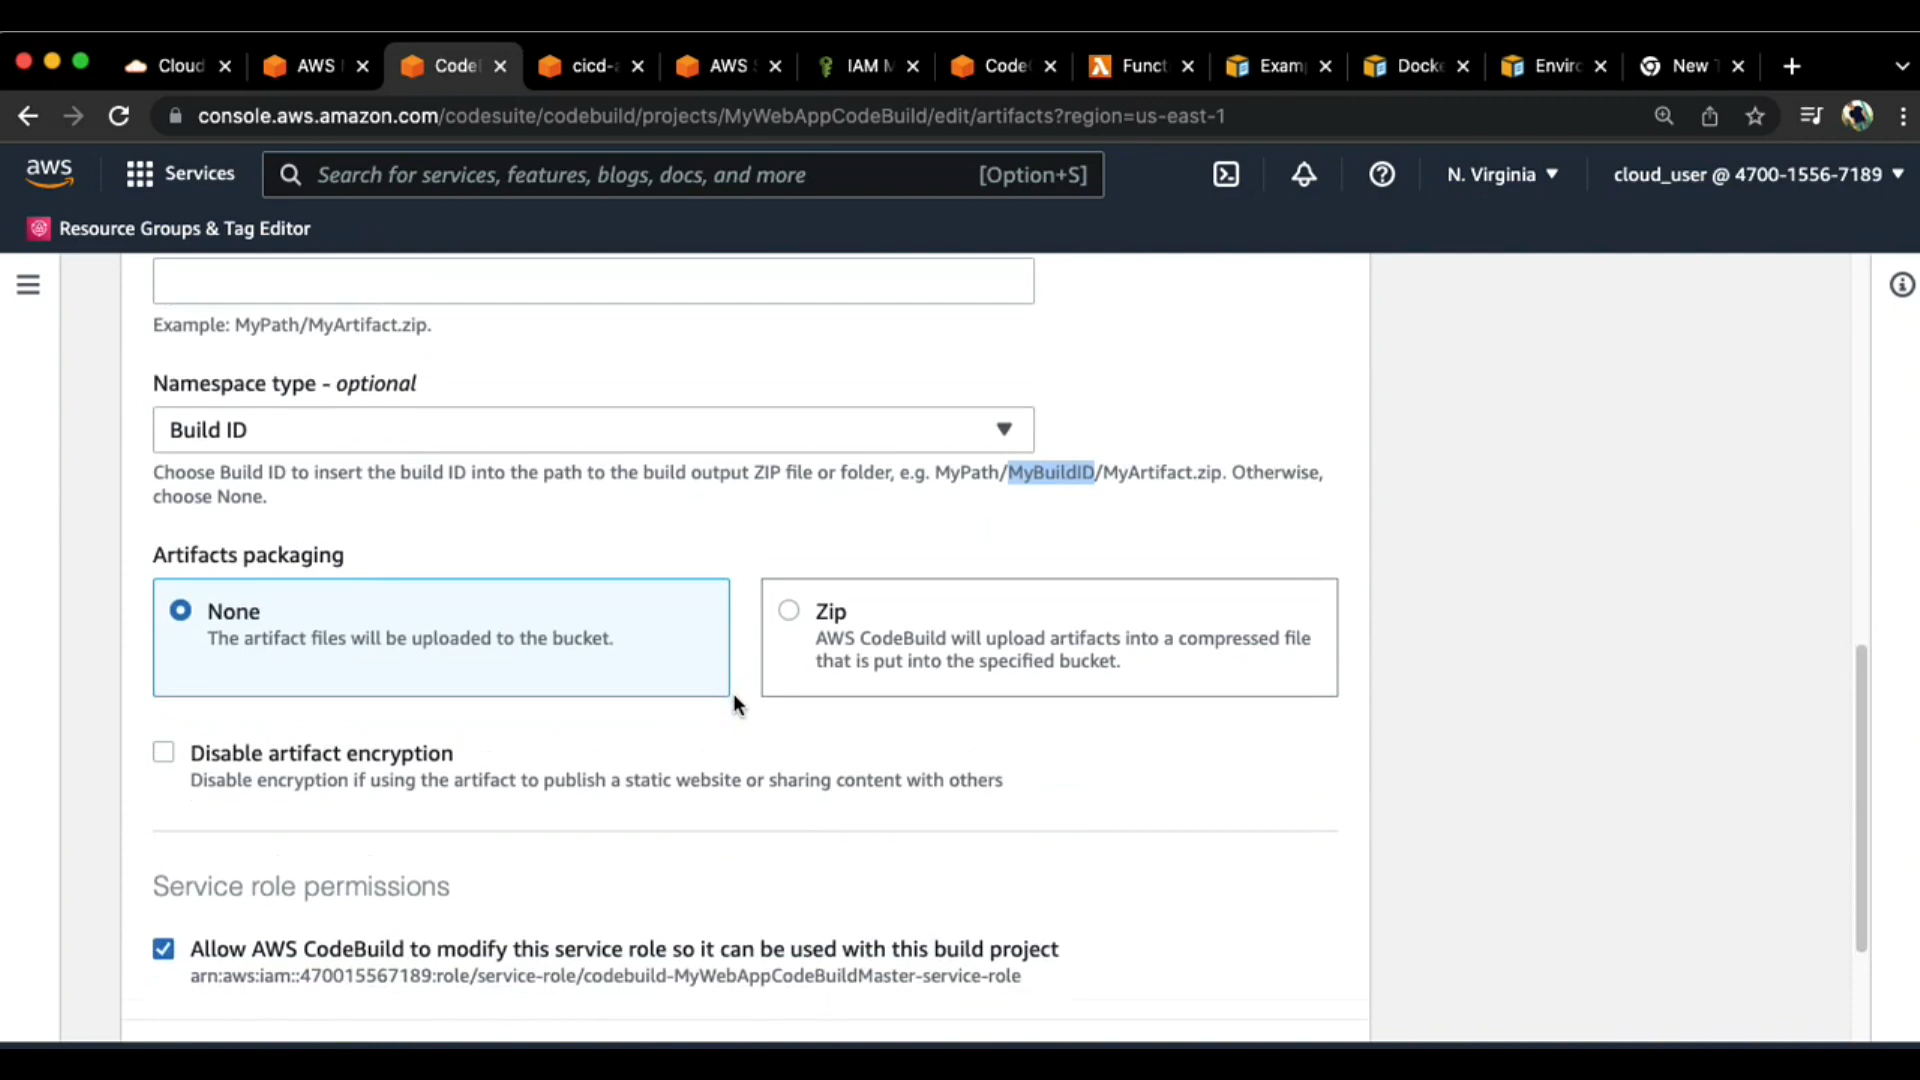 Cloud
AWS
Code
cicd-
AWS
IAM M
Code
Funct
Exam
Docke
Enviro
New
console.aws.amazon.com/codesuite/codebuild/projects/MyWebAppCodeBuild/edit/artifacts?region=us-east-1
aws
Services
Search for services, features, blogs, docs, and more
[Option+S]
N. Virginia
cloud_user @ 4700-1556-7189
Resource Groups & Tag Editor
Example: MyPath/MyArtifact.zip.
Namespace type - optional
Build ID
Choose Build ID to insert the build ID into the path to the build output ZIP file or folder, e.g. MyPath/MyBuildID/MyArtifact.zip. Otherwise,
choose None.
Artifacts packaging
None
The artifact files will be uploaded to the bucket.
Zip
AWS CodeBuild will upload artifacts into a compressed file
that is put into the specified bucket.
Disable artifact encryption
Disable encryption if using the artifact to publish a static website or sharing content with others
Service role permissions
Allow AWS CodeBuild to modify this service role so it can be used with this build project
arn:aws:iam::470015567189:role/service-role/codebuild-MyWebAppCodeBuildMaster-service-role